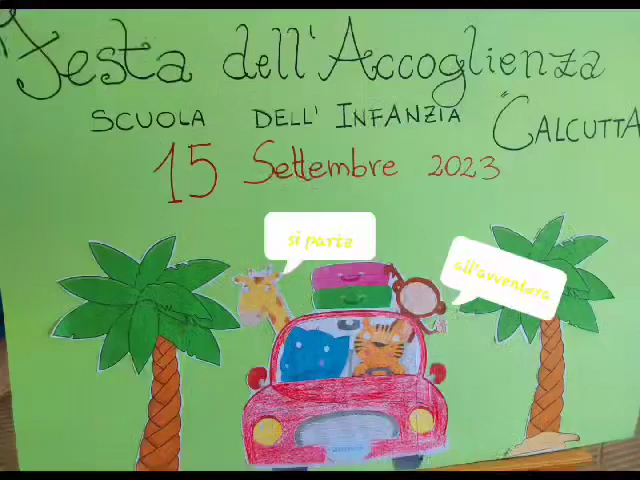 Festa dell'Accoglienza
SCUOLA DELL'INFANZIA "CALCUTTA
15 Settembre 2023
si parte
all'avventura